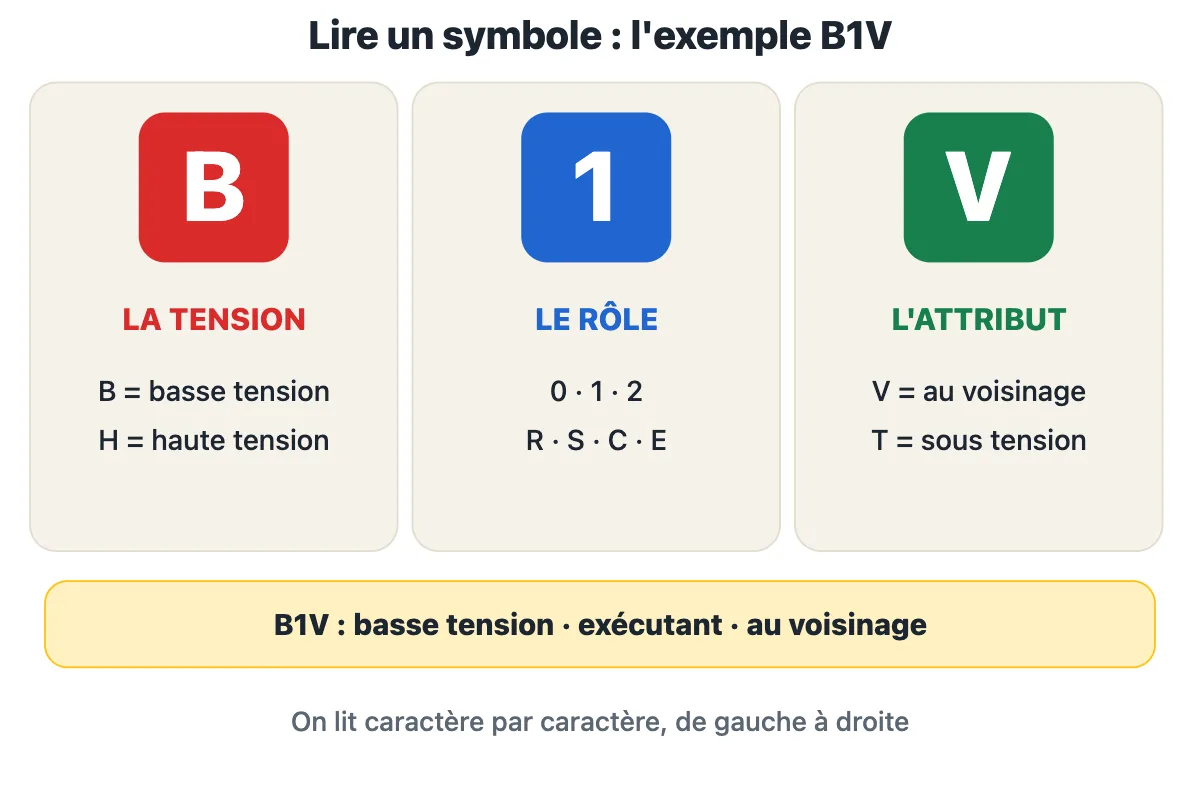 Lire un symbole : l'exemple B1V
B
LA TENSION
B = basse tension
H = haute tension
1
LE RÔLE
0 · 1 · 2
R · S · C · E
V
L'ATTRIBUT
V = au voisinage
T = sous tension
B1V : basse tension · exécutant · au voisinage
On lit caractère par caractère, de gauche à droite